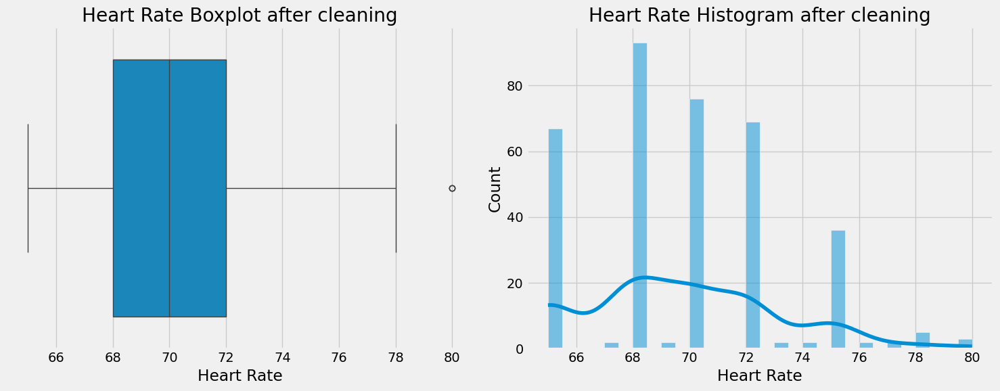 Heart Rate Boxplot after cleaning
66 68 70 72 74 76 78 80
Heart Rate
Heart Rate Histogram after cleaning
Count
80
60
40
20
0
66 68 70 72 74 76 78 80
Heart Rate